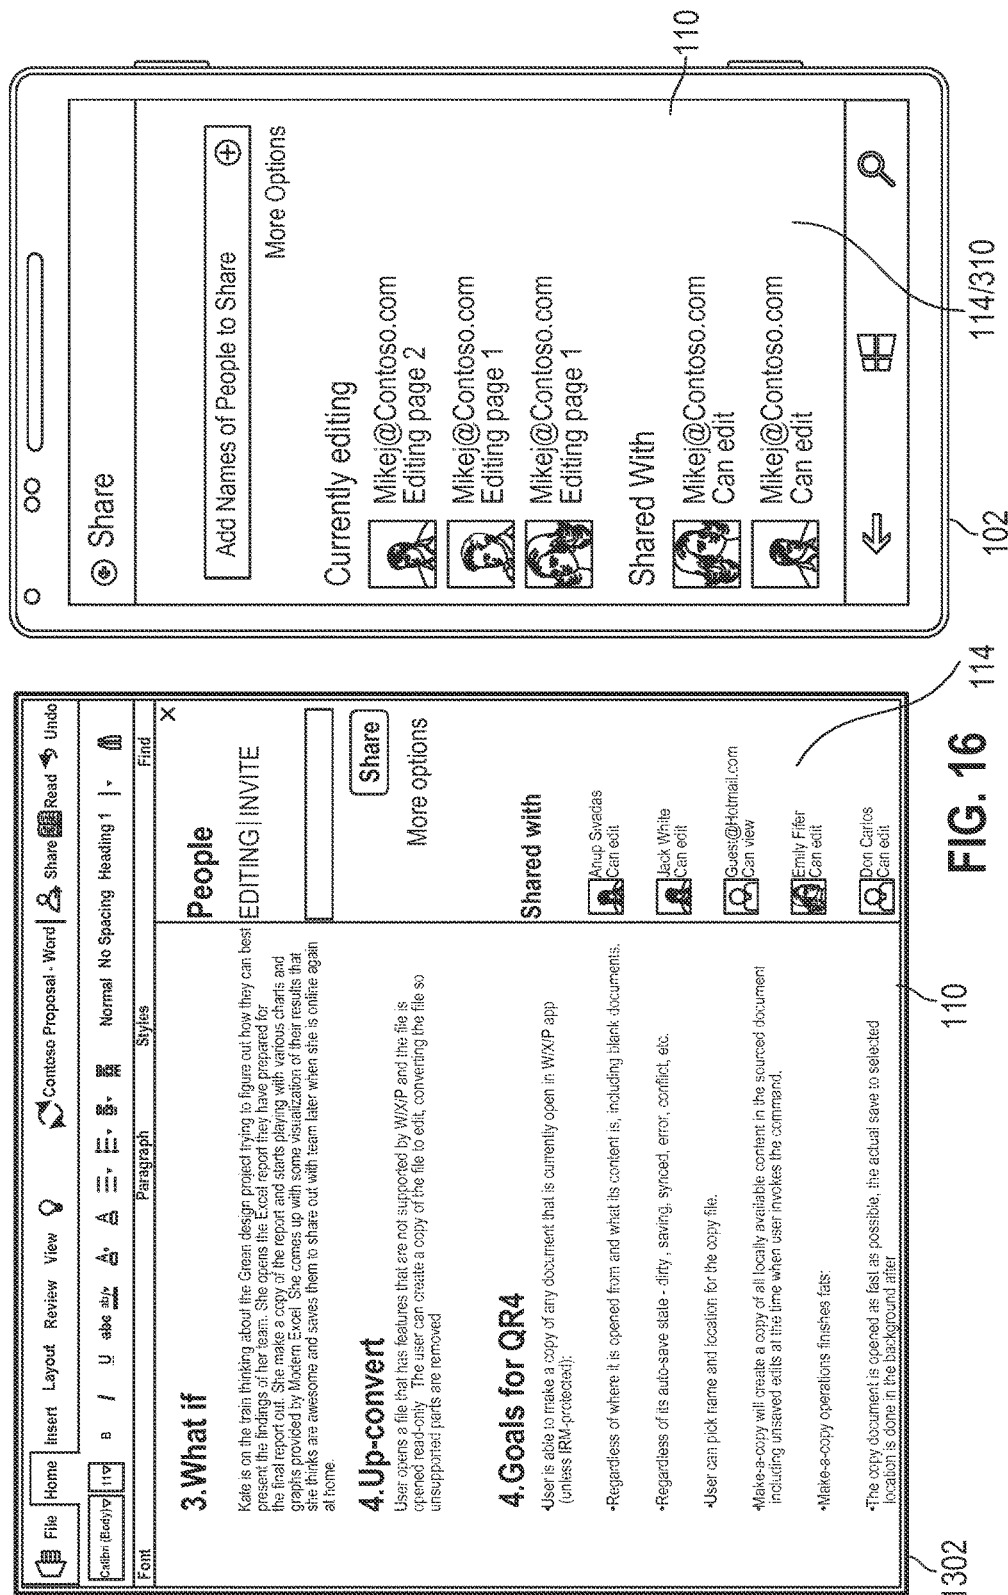 File Home Insert Layout Review View Contoso Proposal - Word Share Read Undo
Calibri (Body) 11 B I U abc Normal No Spacing Heading 1
Font Paragraph Styles Find
3.What if
Kate is on the train thinking about the Green design project trying to figure out how they can best
present the findings of her team. She opens the Excel report they have prepared for
the final report out. She make a copy of the report and starts playing with various charts and
graphs provided by Modern Excel. She comes up with some visualization of their results that
she thinks are awesome and saves them to share out with team later when she is online again
at home.
4.Up-convert
User opens a file that has features that are not supported by W/X/P and the file is
opened read-only. The user can create a copy of the file to edit, converting the file so
unsupported parts are removed
4.Goals for QR4
•User is able to make a copy of any document that is currently open in W/X/P app
(unless IRM-protected):
•Regardless of where it is opened from and what its content is, including blank documents.
•Regardless of its auto-save state - dirty , saving, synced, error, conflict, etc.
•User can pick name and location for the copy file.
•Make-a-copy will create a copy of all locally available content in the sourced document
including unsaved edits at the time when user invokes the command.
•Make-a-copy operations finishes fats:
•The copy document is opened as fast as possible, the actual save to selected
location is done in the background after
People
EDITING | INVITE
Share
More options
Shared with
Anup Sivadas
Can edit
Jack White
Can edit
Guest@Hotmail.com
Can view
Emily Fifer
Can edit
Don Carlos
Can edit
1302
110
114
Share
Add Names of People to Share
More Options
Currently editing
Mikej@Contoso.com
Editing page 2
Mikej@Contoso.com
Editing page 1
Mikej@Contoso.com
Editing page 1
Shared With
Mikej@Contoso.com
Can edit
Mikej@Contoso.com
Can edit
102
114/310
110
FIG. 16